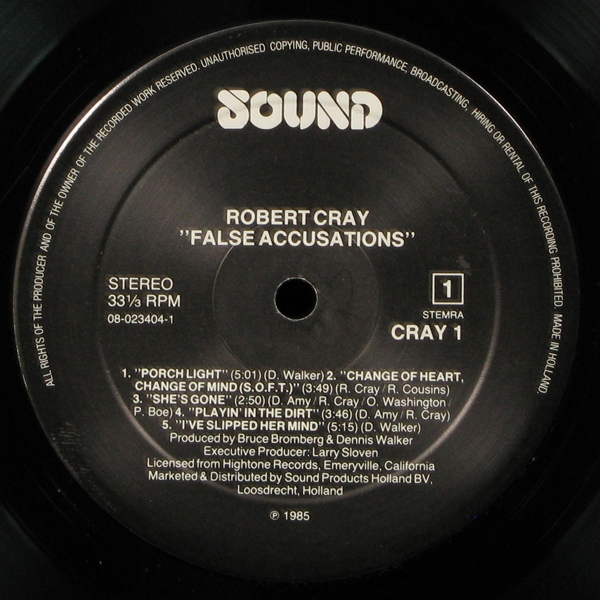 ALL RIGHTS OF THE PRODUCER AND OF THE OWNER OF THE RECORDED WORK RESERVED. UNAUTHORISED COPYING, PUBLIC PERFORMANCE, BROADCASTING, HIRING OR RENTAL OF THIS RECORDING PROHIBITED. MADE IN HOLLAND.
SOUND
ROBERT CRAY
"FALSE ACCUSATIONS"
STEREO
33⅓ RPM
08-023404-1
1
STEMRA
CRAY 1
1. "PORCH LIGHT" (5:01) (D. Walker) 2. "CHANGE OF HEART,
CHANGE OF MIND (S.O.F.T.)" (3:49) (R. Cray / R. Cousins)
3. "SHE'S GONE" (2:50) (D. Amy / R. Cray / O. Washington /
P. Boe) 4. "PLAYIN' IN THE DIRT" (3:46) (D. Amy / R. Cray)
5. "I'VE SLIPPED HER MIND" (5:15) (D. Walker)
Produced by Bruce Bromberg & Dennis Walker
Executive Producer: Larry Sloven
Licensed from Hightone Records, Emeryville, California
Marketed & Distributed by Sound Products Holland BV,
Loosdrecht, Holland
℗ 1985